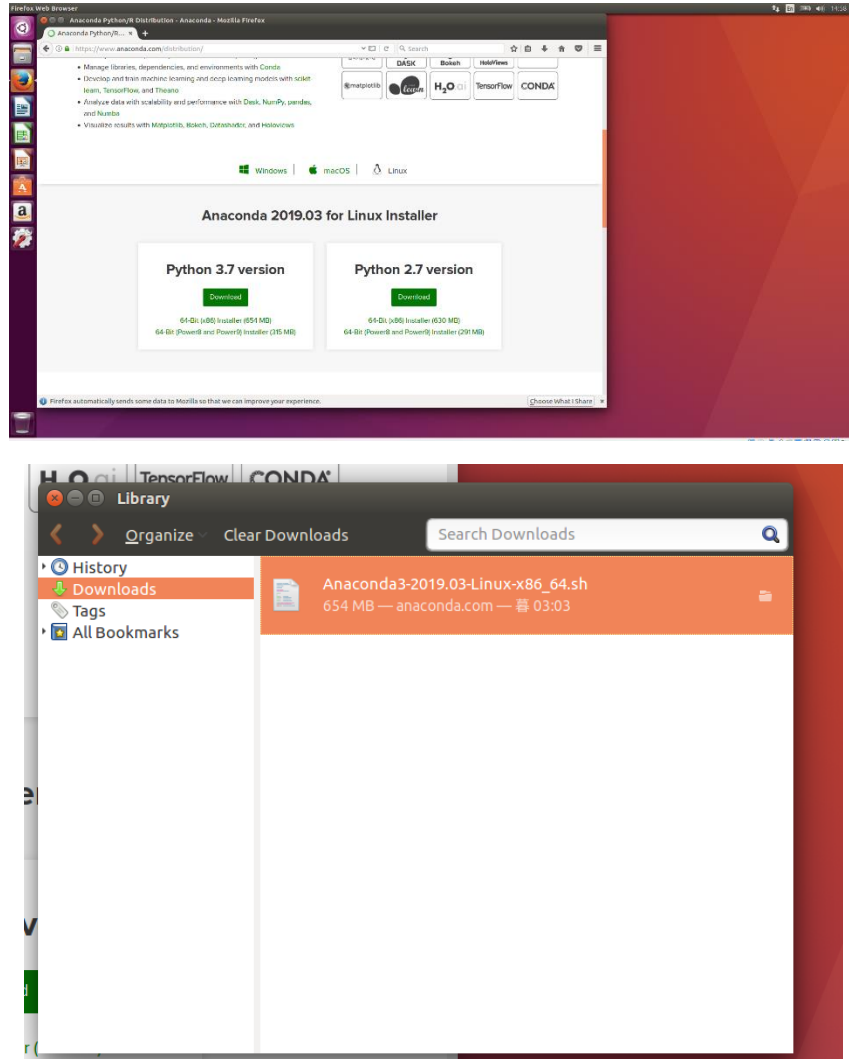 Firefox Web Browser
14:58
Anaconda Python/R Distribution - Anaconda - Mozilla Firefox
Anaconda Python/R...
https://www.anaconda.com/distribution/
Search
• Manage libraries, dependencies, and environments with Conda
• Develop and train machine learning and deep learning models with scikit-
learn, TensorFlow, and Theano
• Analyze data with scalability and performance with Dask, NumPy, pandas,
and Numba
• Visualize results with Matplotlib, Bokeh, Datashader, and Holoviews
DASK Bokeh HoloViews
matplotlib learn H2O.ai TensorFlow CONDA
Windows | macOS | Linux
Anaconda 2019.03 for Linux Installer
Python 3.7 version
Download
64-Bit (x86) Installer (654 MB)
64-Bit (Power8 and Power9) Installer (315 MB)
Python 2.7 version
Download
64-Bit (x86) Installer (630 MB)
64-Bit (Power8 and Power9) Installer (291 MB)
Firefox automatically sends some data to Mozilla so that we can improve your experience.
Choose What I Share
H2O.ai TensorFlow CONDA
Library
Organize Clear Downloads Search Downloads
History
Downloads
Tags
All Bookmarks
Anaconda3-2019.03-Linux-x86_64.sh
654 MB — anaconda.com — 暮 03:03